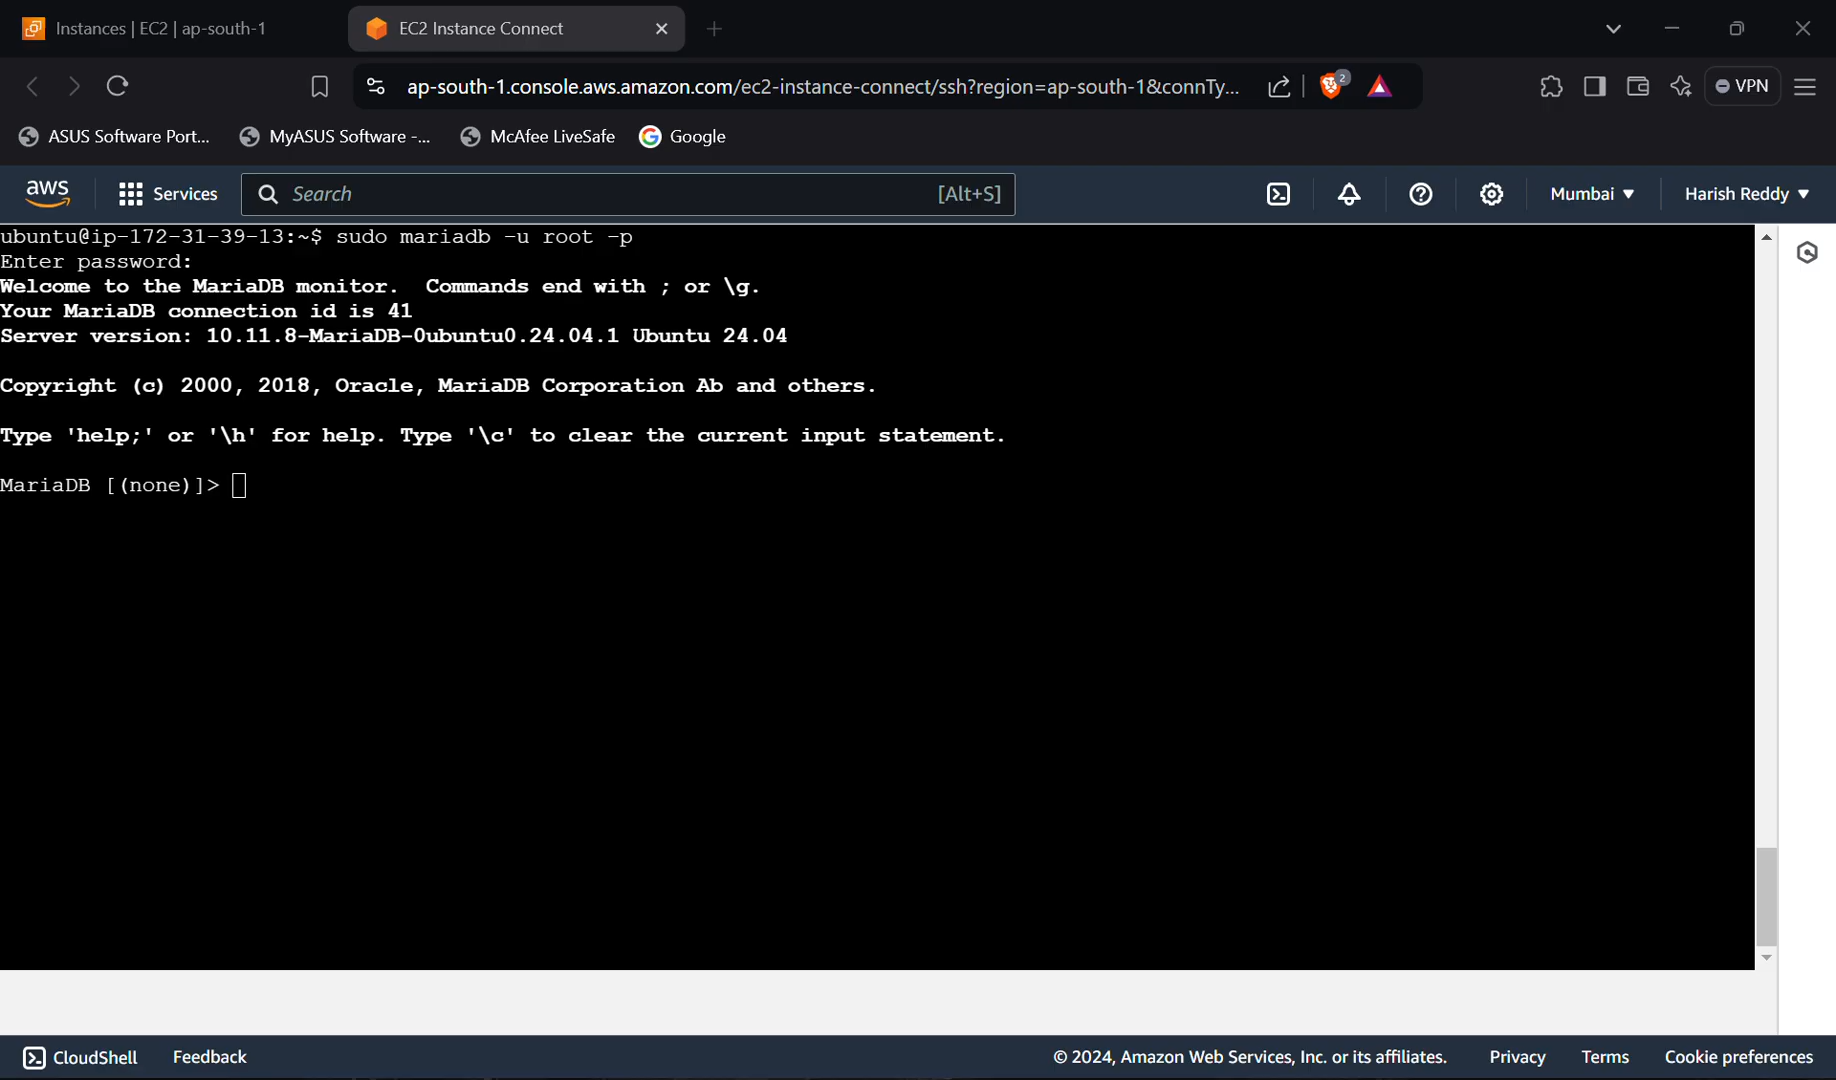 Instances | EC2 | ap-south-1
EC2 Instance Connect
ap-south-1.console.aws.amazon.com/ec2-instance-connect/ssh?region=ap-south-1&connTy...
2
VPN
ASUS Software Port...
MyASUS Software -...
McAfee LiveSafe
Google
aws
Services
Search
[Alt+S]
Mumbai
Harish Reddy
ubuntu@ip-172-31-39-13:~$ sudo mariadb -u root -p
Enter password:
Welcome to the MariaDB monitor.  Commands end with ; or \g.
Your MariaDB connection id is 41
Server version: 10.11.8-MariaDB-0ubuntu0.24.04.1 Ubuntu 24.04
Copyright (c) 2000, 2018, Oracle, MariaDB Corporation Ab and others.
Type 'help;' or '\h' for help. Type '\c' to clear the current input statement.
MariaDB [(none)]>
CloudShell
Feedback
© 2024, Amazon Web Services, Inc. or its affiliates.
Privacy
Terms
Cookie preferences